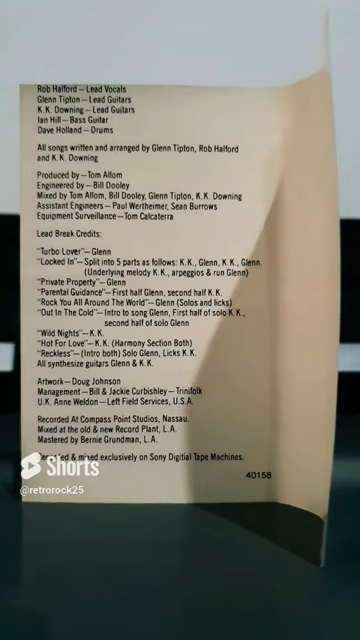 Rob Halford — Lead Vocals
Glenn Tipton — Lead Guitars
K.K. Downing — Lead Guitars
Ian Hill — Bass Guitar
Dave Holland — Drums
All songs written and arranged by Glenn Tipton, Rob Halford
and K.K. Downing
Produced by — Tom Allom
Engineered by — Bill Dooley
Mixed by Tom Allom, Bill Dooley, Glenn Tipton, K.K. Downing
Assistant Engineers — Paul Wertheimer, Sean Burrows
Equipment Surveillance — Tom Calcaterra
Lead Break Credits:
"Turbo Lover" — Glenn
"Locked In" — Split into 5 parts as follows: K.K., Glenn, K.K., Glenn.
(Underlying melody K.K., arpeggios & run Glenn)
"Private Property" — Glenn
"Parental Guidance" — First half Glenn, second half K.K.
"Rock You All Around The World" — Glenn (Solos and licks)
"Out In The Cold" — Intro to song Glenn, First half of solo K.K.,
second half of solo Glenn
"Wild Nights" — K.K.
"Hot For Love" — K.K. (Harmony Section Both)
"Reckless" — (Intro both) Solo Glenn, Licks K.K.
All synthesize guitars Glenn & K.K.
Artwork — Doug Johnson
Management — Bill & Jackie Curbishley — Trinifolk
U.K. Anne Weldon — Left Field Services, U.S.A.
Recorded At Compass Point Studios, Nassau.
Mixed at the old & new Record Plant, L.A.
Mastered by Bernie Grundman, L.A.
Recorded & mixed exclusively on Sony Digitial Tape Machines.
40158
Shorts
@retrorock25